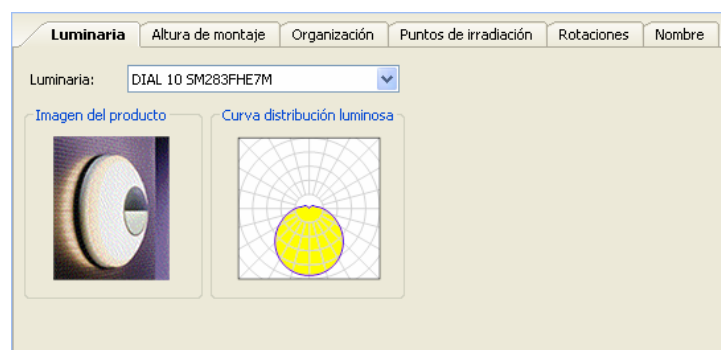 Luminaria Altura de montaje Organización Puntos de irradiación Rotaciones Nombre
Luminaria: DIAL 10 SM283FHE7M
Imagen del producto Curva distribución luminosa